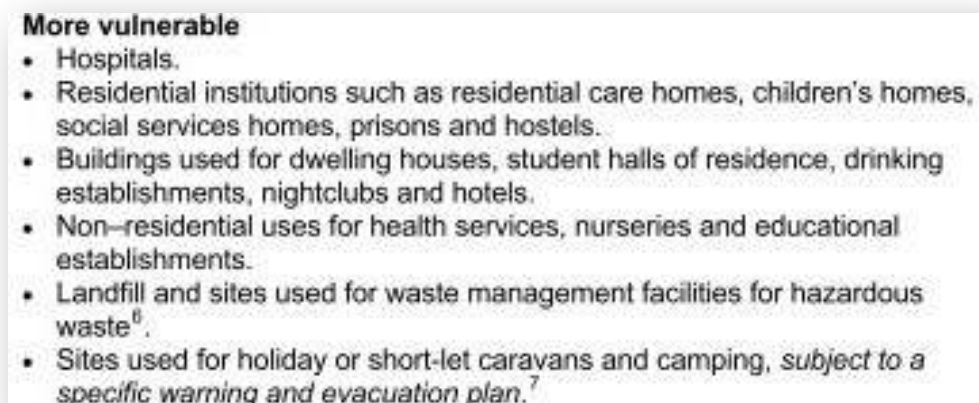 More vulnerable
• Hospitals.
• Residential institutions such as residential care homes, children's homes,
social services homes, prisons and hostels.
• Buildings used for dwelling houses, student halls of residence, drinking
establishments, nightclubs and hotels.
• Non–residential uses for health services, nurseries and educational
establishments.
• Landfill and sites used for waste management facilities for hazardous
waste⁶.
• Sites used for holiday or short-let caravans and camping, subject to a
specific warning and evacuation plan.⁷